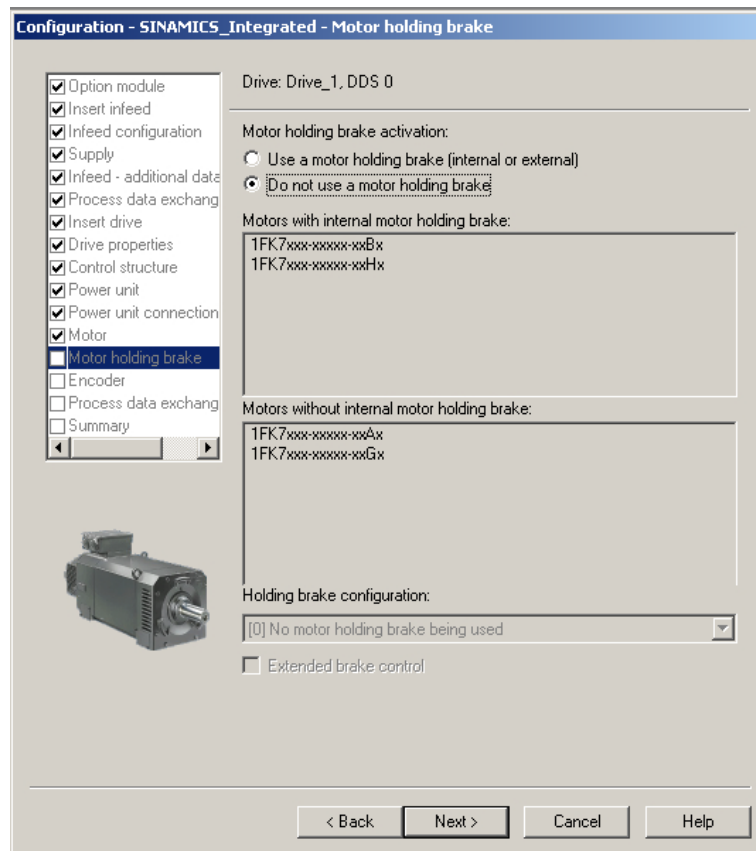 Configuration - SINAMICS_Integrated - Motor holding brake
Option module
Insert infeed
Infeed configuration
Supply
Infeed - additional data
Process data exchang
Insert drive
Drive properties
Control structure
Power unit
Power unit connection
Motor
Motor holding brake
Encoder
Process data exchang
Summary
Drive: Drive_1, DDS 0
Motor holding brake activation:
Use a motor holding brake (internal or external)
Do not use a motor holding brake
Motors with internal motor holding brake:
1FK7xxx-xxxxx-xxBx
1FK7xxx-xxxxx-xxHx
Motors without internal motor holding brake:
1FK7xxx-xxxxx-xxAx
1FK7xxx-xxxxx-xxGx
Holding brake configuration:
[0] No motor holding brake being used
Extended brake control
< Back
Next >
Cancel
Help